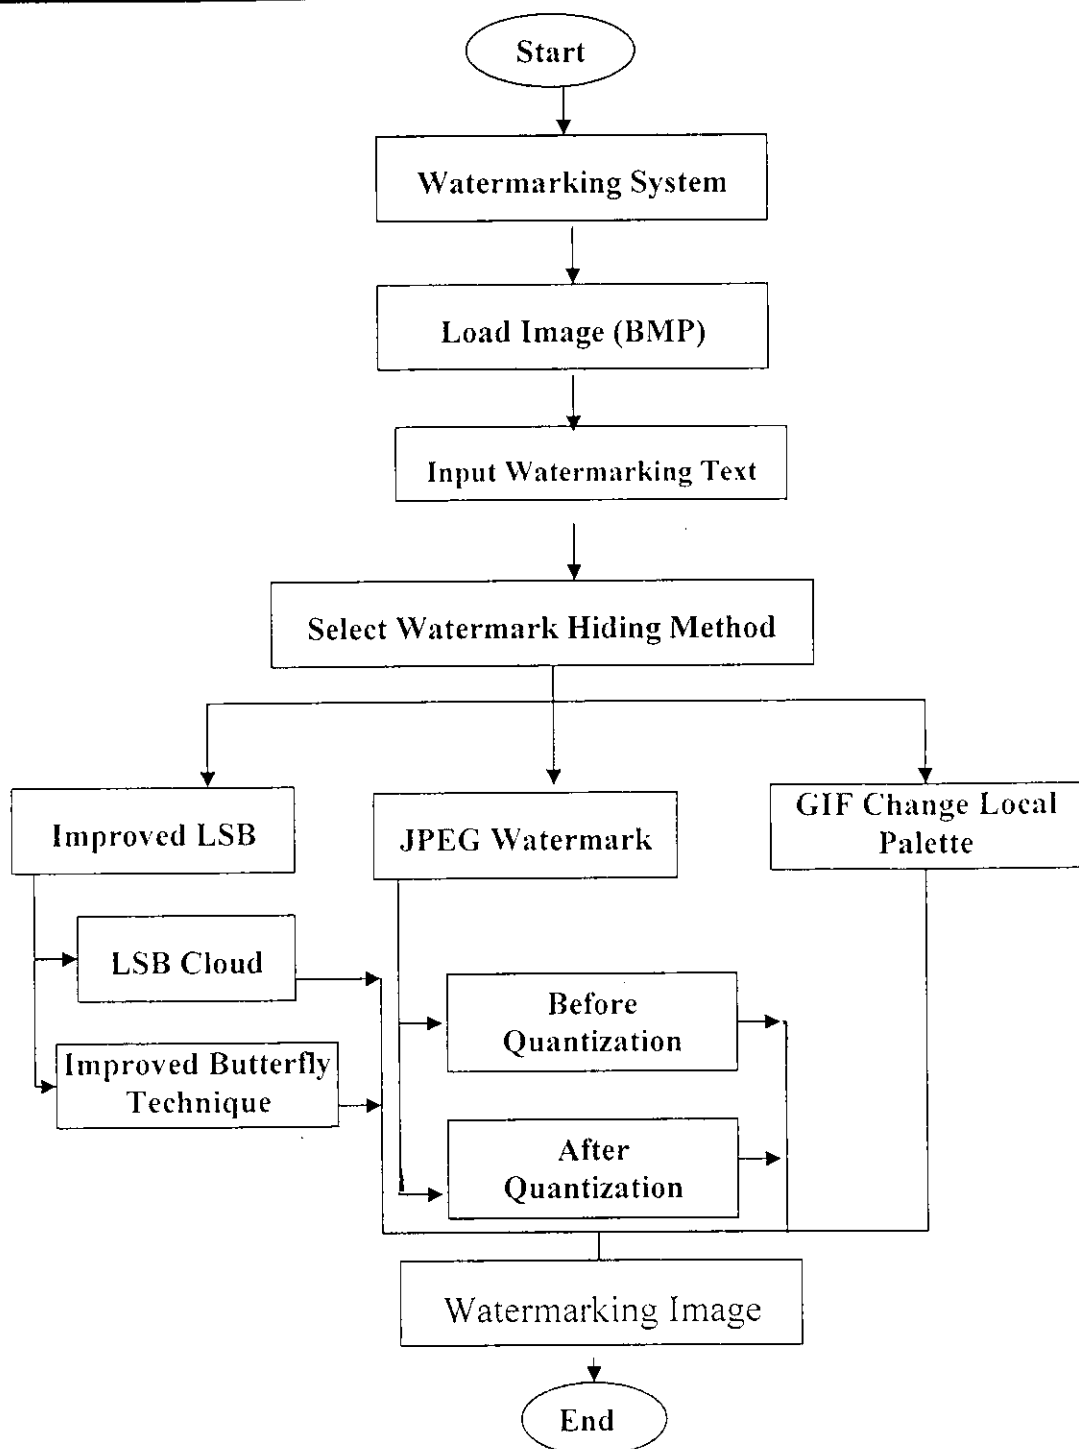 Start
Watermarking System
Load Image (BMP)
Input Watermarking Text
Select Watermark Hiding Method
Improved LSB
JPEG Watermark
GIF Change Local
Palette
LSB Cloud
Before
Quantization
Improved Butterfly
Technique
After
Quantization
Watermarking Image
End